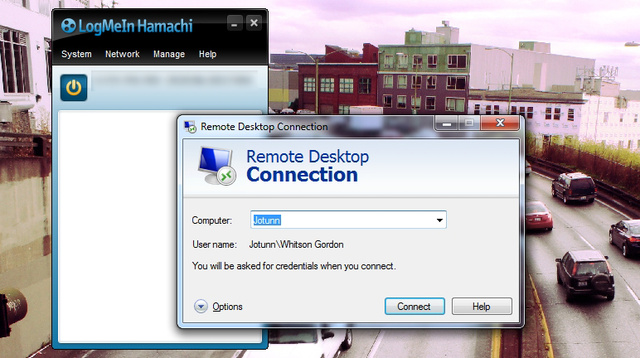 LogMeIn Hamachi
System Network Manage Help
Remote Desktop Connection
Remote Desktop
Connection
Computer: Jotunn
User name: Jotunn\Whitson Gordon
You will be asked for credentials when you connect.
Options Connect Help